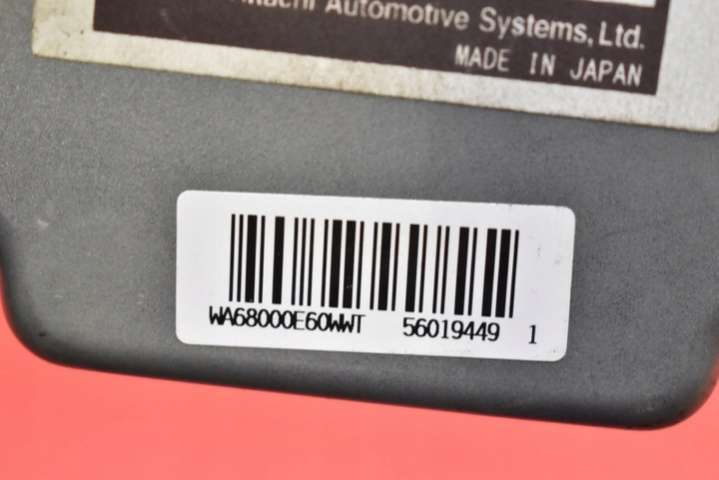 Automotive Systems, Ltd.
MADE IN JAPAN
WA68000E60WWT 56019449 1